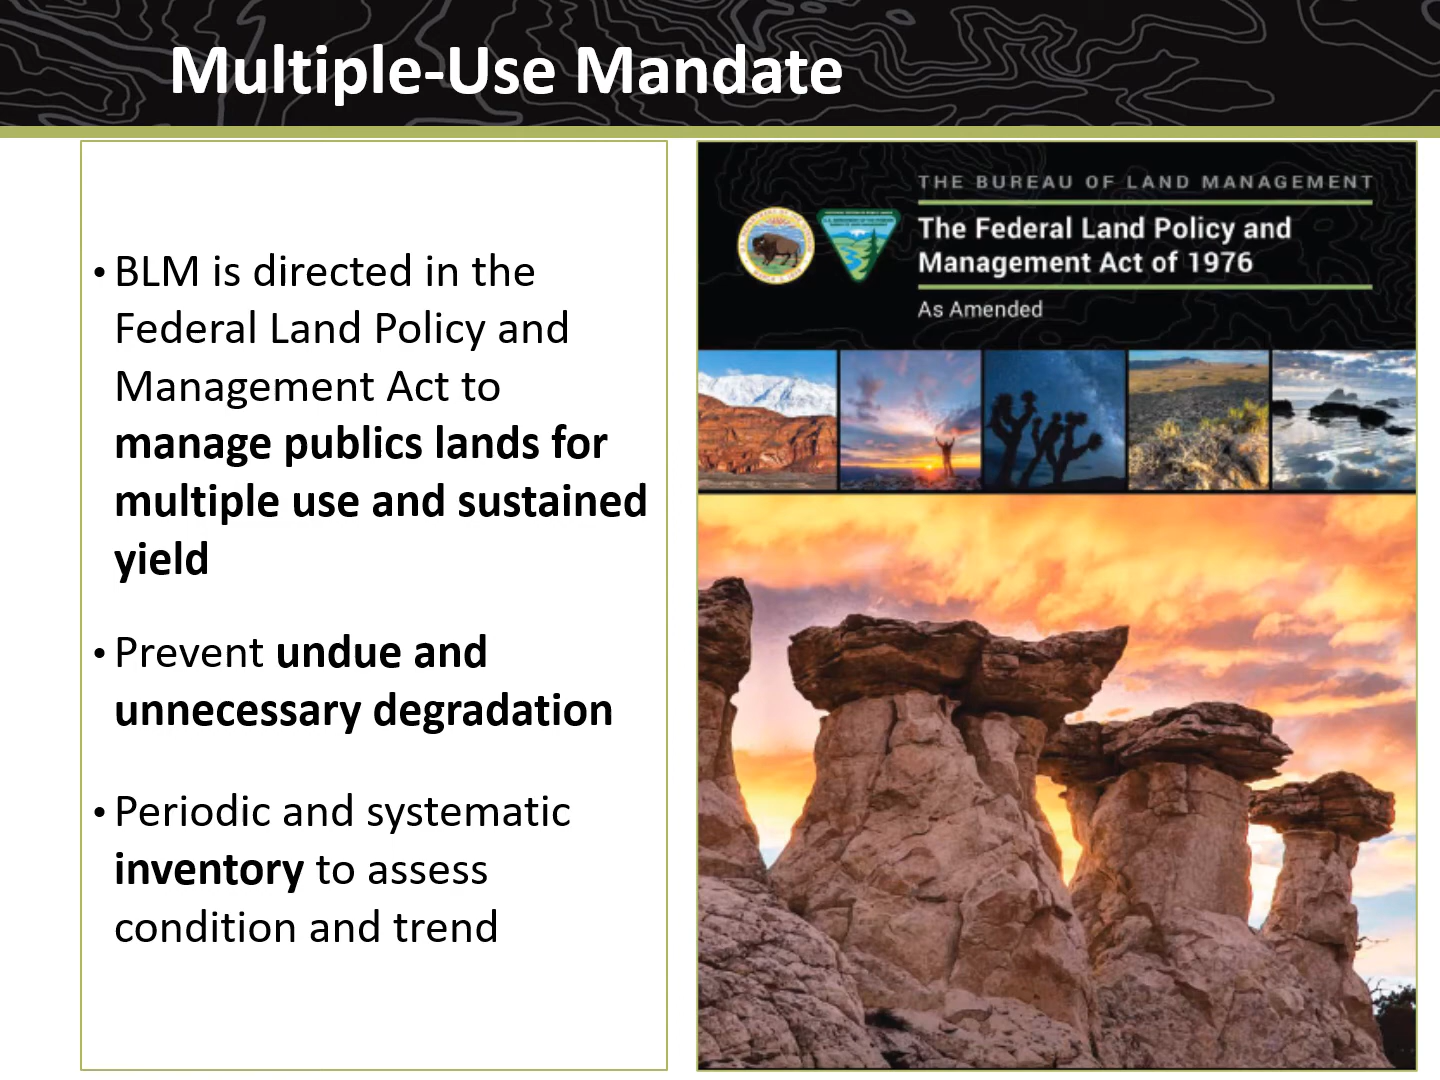 Multiple-Use Mandate
• BLM is directed in the
Federal Land Policy and
Management Act to
manage publics lands for
multiple use and sustained
yield
• Prevent undue and
unnecessary degradation
• Periodic and systematic
inventory to assess
condition and trend
THE BUREAU OF LAND MANAGEMENT
The Federal Land Policy and
Management Act of 1976
As Amended